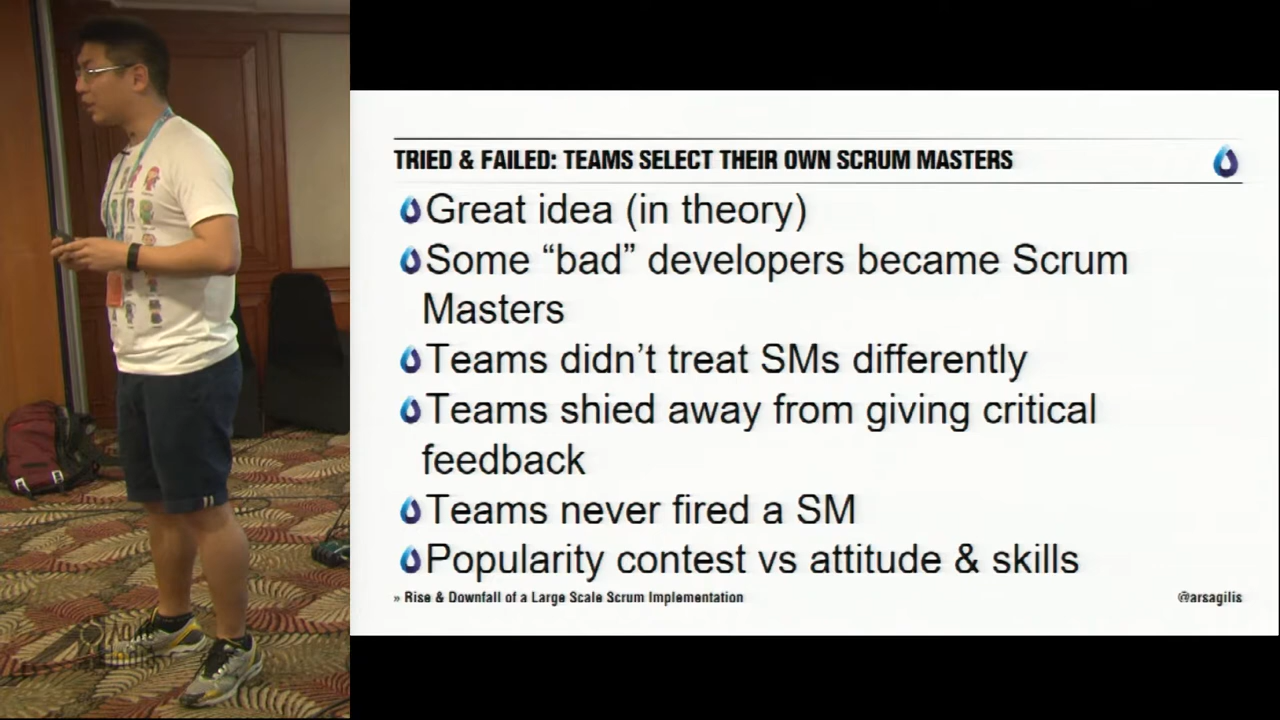 TRIED & FAILED: TEAMS SELECT THEIR OWN SCRUM MASTERS
Great idea (in theory)
Some “bad” developers became Scrum
Masters
Teams didn’t treat SMs differently
Teams shied away from giving critical
feedback
Teams never fired a SM
Popularity contest vs attitude & skills
» Rise & Downfall of a Large Scale Scrum Implementation
@arsagilis